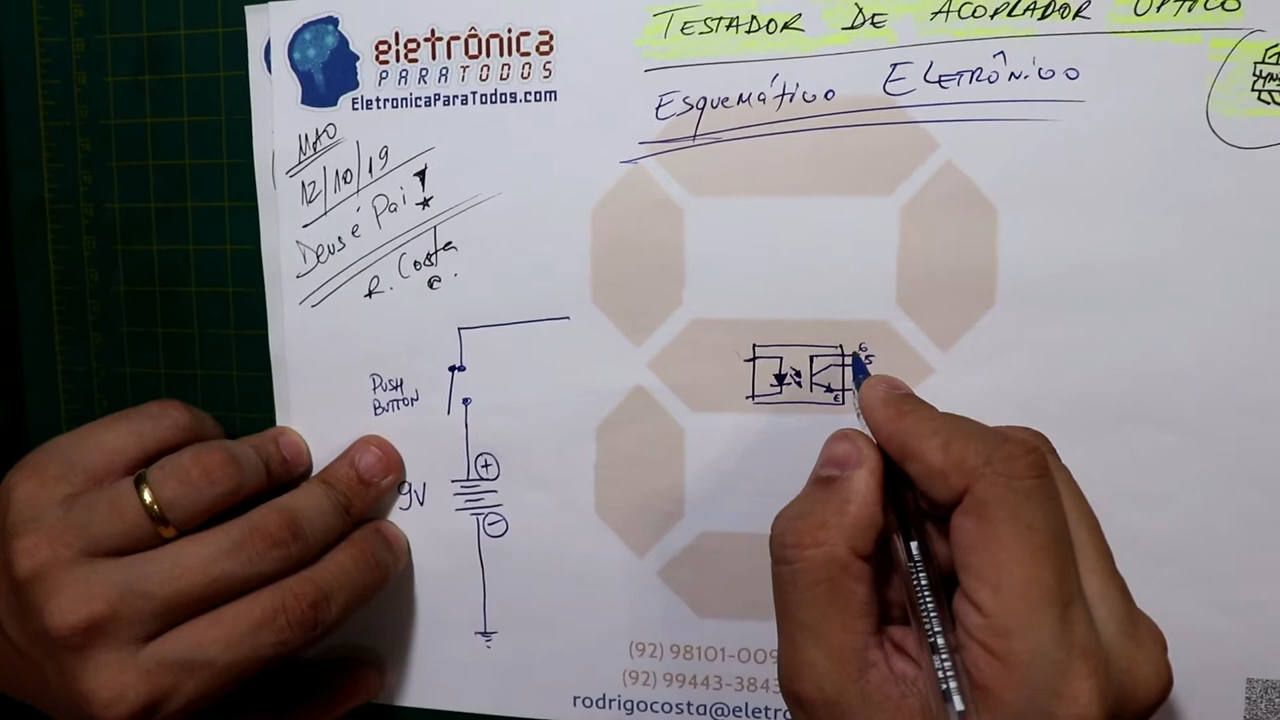 eletrônica
PARATODOS
EletronicaParaTodos.com
TESTADOR DE ACOPLADOR ÓPTICO
Esquemático ELETRÔNICO
MAO
12/10/19
Deus é Pai!
R. Costa
PUSH
BUTTON
+
9V
-
6
5
E
(92) 98101-009
(92) 99443-3843
rodrigocosta@eletro